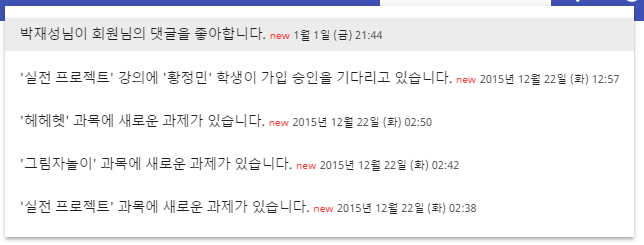 박재성님이 회원님의 댓글을 좋아합니다. new 1월 1일 (금) 21:44
'실전 프로젝트' 강의에 '황정민' 학생이 가입 승인을 기다리고 있습니다. new 2015년 12월 22일 (화) 12:57
'헤헤헷' 과목에 새로운 과제가 있습니다. new 2015년 12월 22일 (화) 02:50
'그림자놀이' 과목에 새로운 과제가 있습니다. new 2015년 12월 22일 (화) 02:42
'실전 프로젝트' 과목에 새로운 과제가 있습니다. new 2015년 12월 22일 (화) 02:38